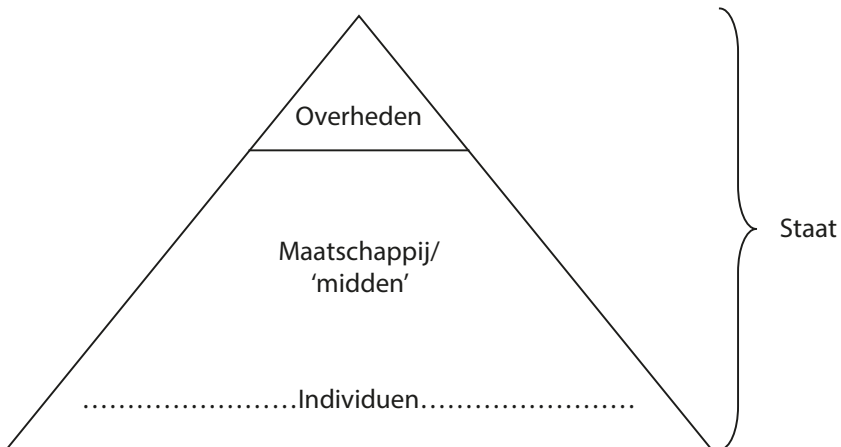 Overheden
Maatschappij/
‘midden’
Staat
……………………Individuen……………………